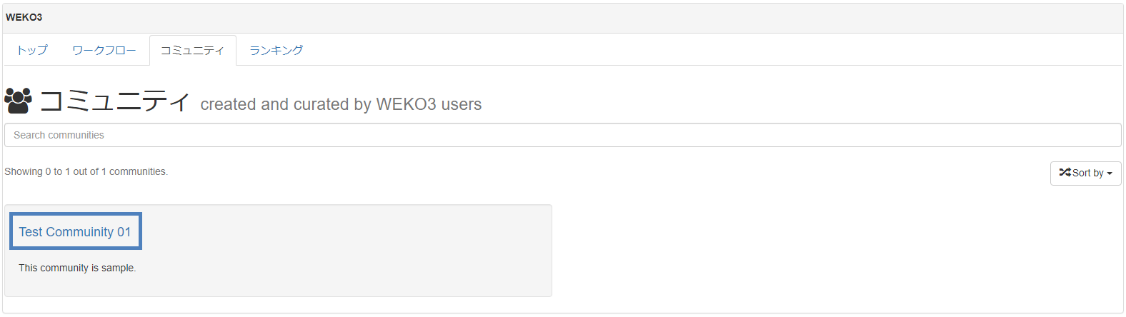 WEKO3
トップ ワークフロー コミュニティ ランキング
コミュニティ created and curated by WEKO3 users
Search communities
Showing 0 to 1 out of 1 communities. Sort by
Test Commuinity 01
This community is sample.